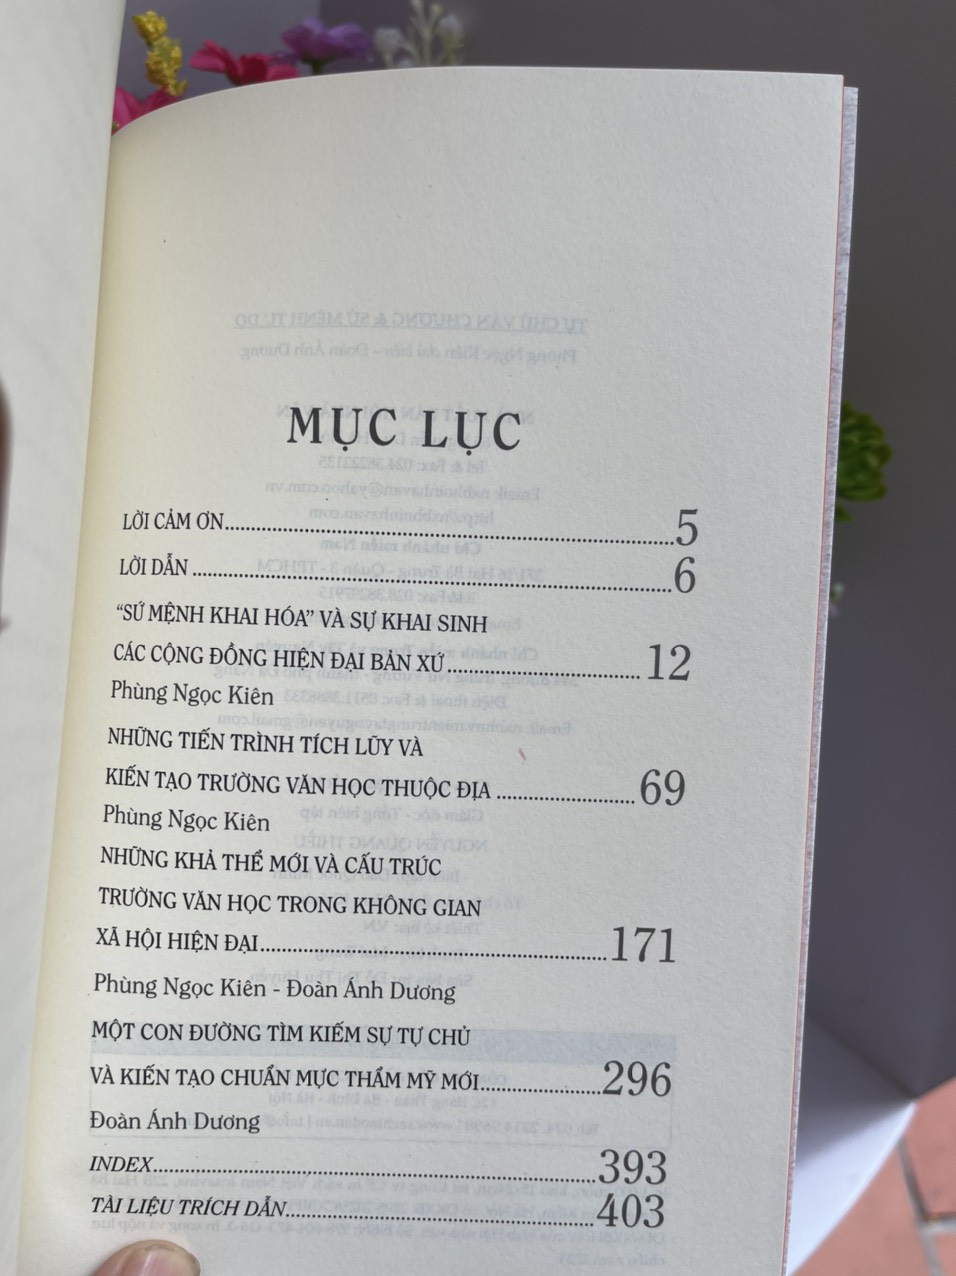 MỤC LỤC
LỜI CẢM ƠN..........5
LỜI DẪN..........6
“SỨ MỆNH KHAI HÓA” VÀ SỰ KHAI SINH
CÁC CỘNG ĐỒNG HIỆN ĐẠI BẢN XỨ..........12
Phùng Ngọc Kiên
NHỮNG TIẾN TRÌNH TÍCH LŨY VÀ
KIẾN TẠO TRƯỜNG VĂN HỌC THUỘC ĐỊA..........69
Phùng Ngọc Kiên
NHỮNG KHẢ THỂ MỚI VÀ CẤU TRÚC
TRƯỜNG VĂN HỌC TRONG KHÔNG GIAN
XÃ HỘI HIỆN ĐẠI..........171
Phùng Ngọc Kiên - Đoàn Ánh Dương
MỘT CON ĐƯỜNG TÌM KIẾM SỰ TỰ CHỦ
VÀ KIẾN TẠO CHUẨN MỰC THẨM MỸ MỚI..........296
Đoàn Ánh Dương
INDEX..........393
TÀI LIỆU TRÍCH DẪN..........403